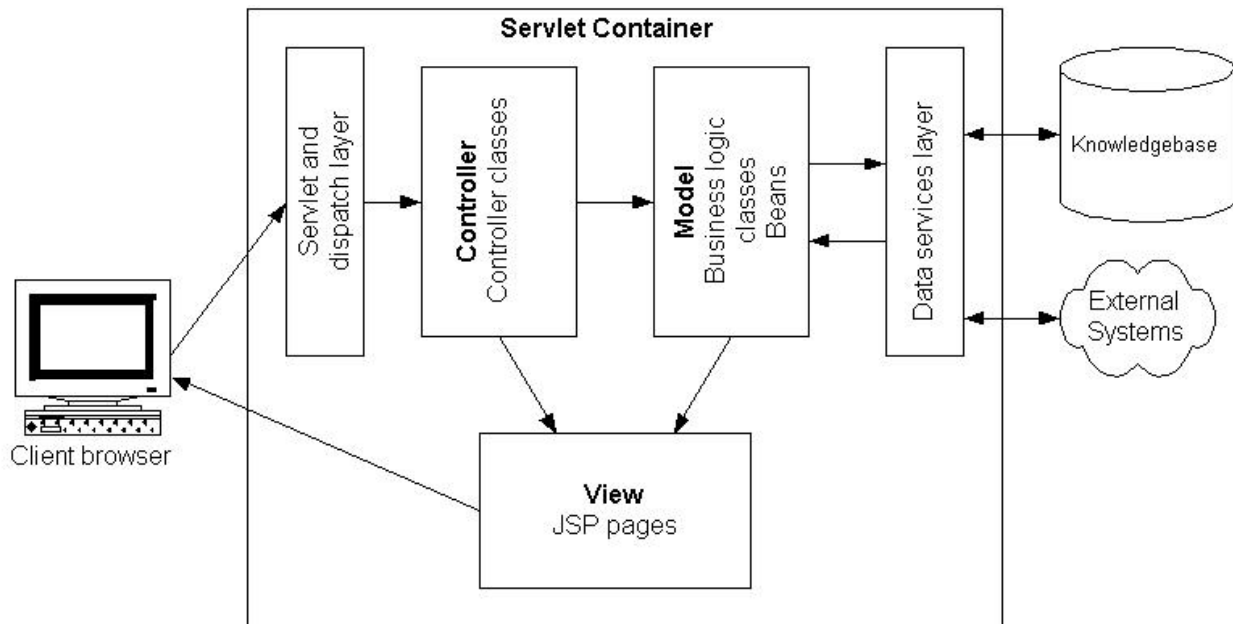 Servlet Container
Servlet and
dispatch layer
Controller
Controller classes
Model
Business logic
classes
Beans
Data services layer
Knowledgebase
External
Systems
Client browser
View
JSP pages